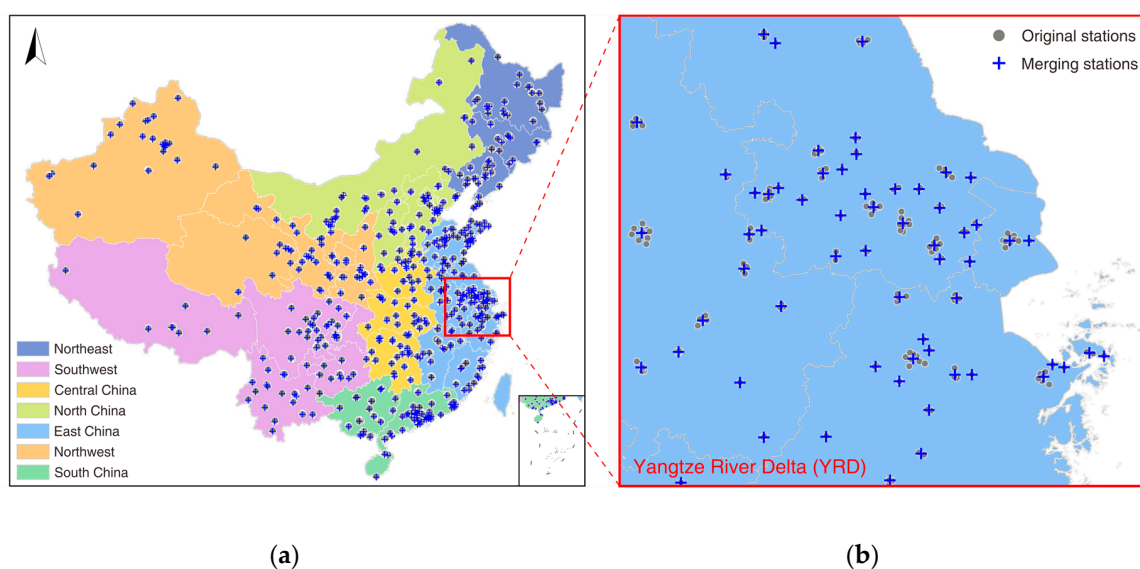 Northeast
Southwest
Central China
North China
East China
Northwest
South China
Original stations
Merging stations
Yangtze River Delta (YRD)
(a)
(b)